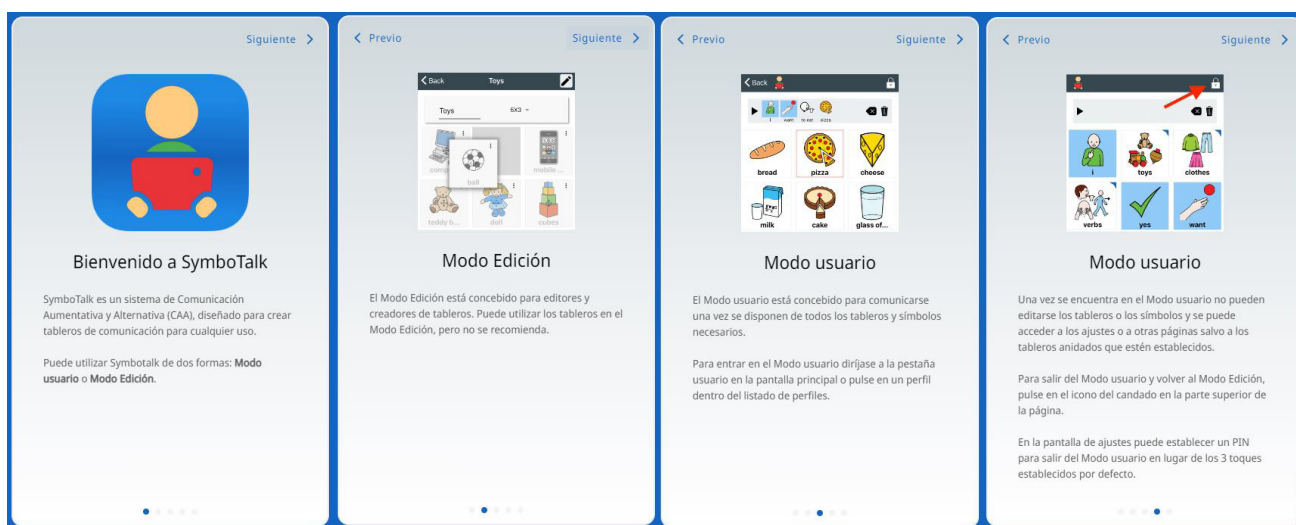 Siguiente
Bienvenido a SymboTalk
SymboTalk es un sistema de Comunicación
Aumentativa y Alternativa (CAA), diseñado para crear
tableros de comunicación para cualquier uso.
Puede utilizar Symbotalk de dos formas: Modo
usuario o Modo Edición.
Previo
Siguiente
Back
Toys
Toys
6X3
comp
ball
mobile ...
teddy b...
doll
cubes
Modo Edición
El Modo Edición está concebido para editores y
creadores de tableros. Puede utilizar los tableros en el
Modo Edición, pero no se recomienda.
Previo
Siguiente
Back
i want to eat pizza
bread pizza cheese
milk cake glass of...
Modo usuario
El Modo usuario está concebido para comunicarse
una vez se disponen de todos los tableros y símbolos
necesarios.
Para entrar en el Modo usuario diríjase a la pestaña
usuario en la pantalla principal o pulse en un perfil
dentro del listado de perfiles.
Previo
Siguiente
i toys clothes
verbs yes want
Modo usuario
Una vez se encuentra en el Modo usuario no pueden
editarse los tableros o los símbolos y se puede
acceder a los ajustes o a otras páginas salvo a los
tableros anidados que estén establecidos.
Para salir del Modo usuario y volver al Modo Edición,
pulse en el icono del candado en la parte superior de
la página.
En la pantalla de ajustes puede establecer un PIN
para salir del Modo usuario en lugar de los 3 toques
establecidos por defecto.